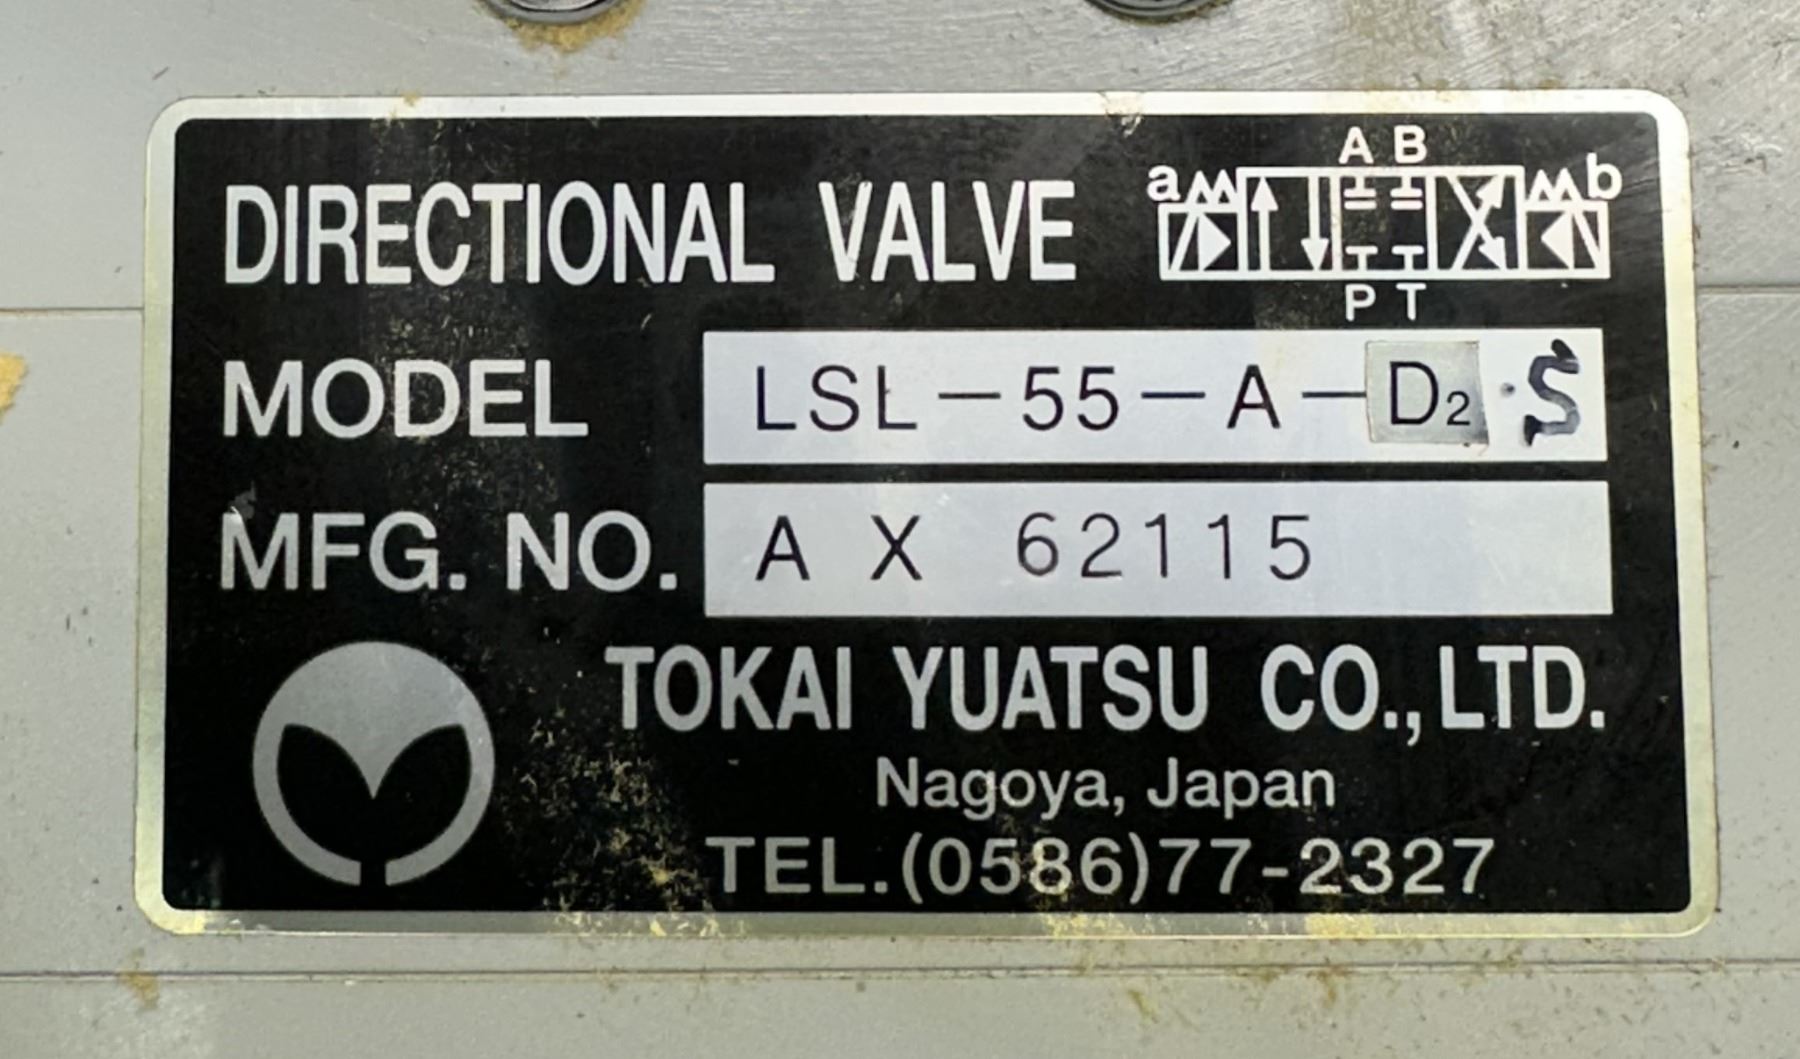 A B
a b
DIRECTIONAL VALVE
P T
MODEL LSL-55-A-D₂·S
MFG. NO. A X 62115
TOKAI YUATSU CO., LTD.
Nagoya, Japan
TEL.(0586)77-2327